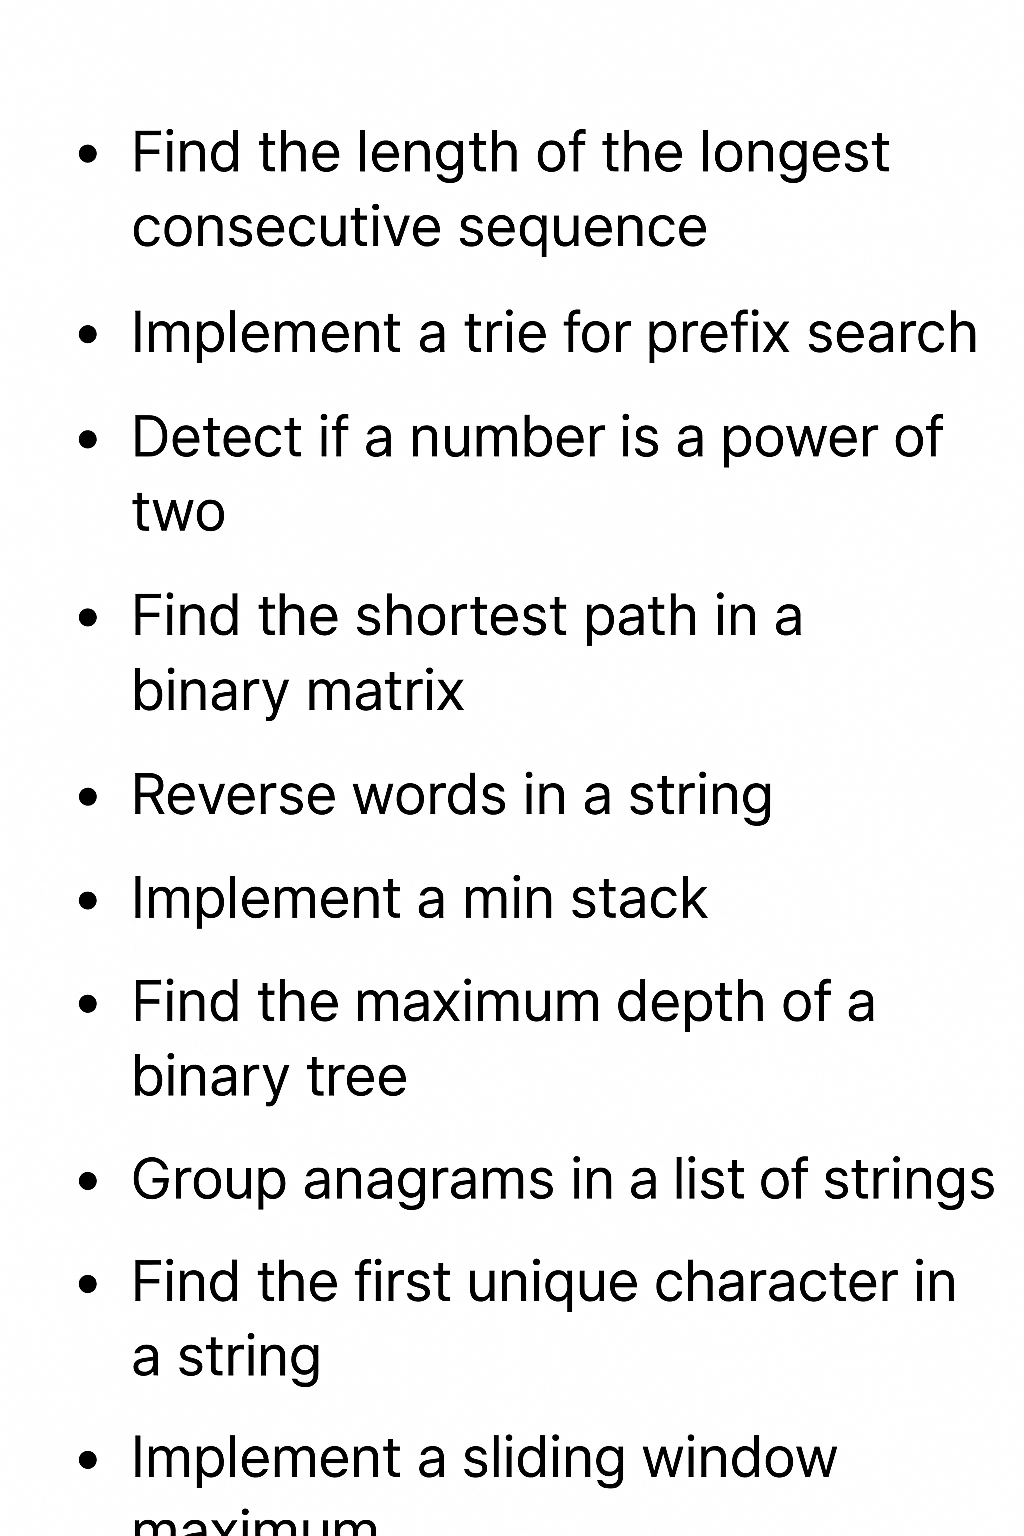 • Find the length of the longest
consecutive sequence
• Implement a trie for prefix search
• Detect if a number is a power of
two
• Find the shortest path in a
binary matrix
• Reverse words in a string
• Implement a min stack
• Find the maximum depth of a
binary tree
• Group anagrams in a list of strings
• Find the first unique character in
a string
• Implement a sliding window
maximum